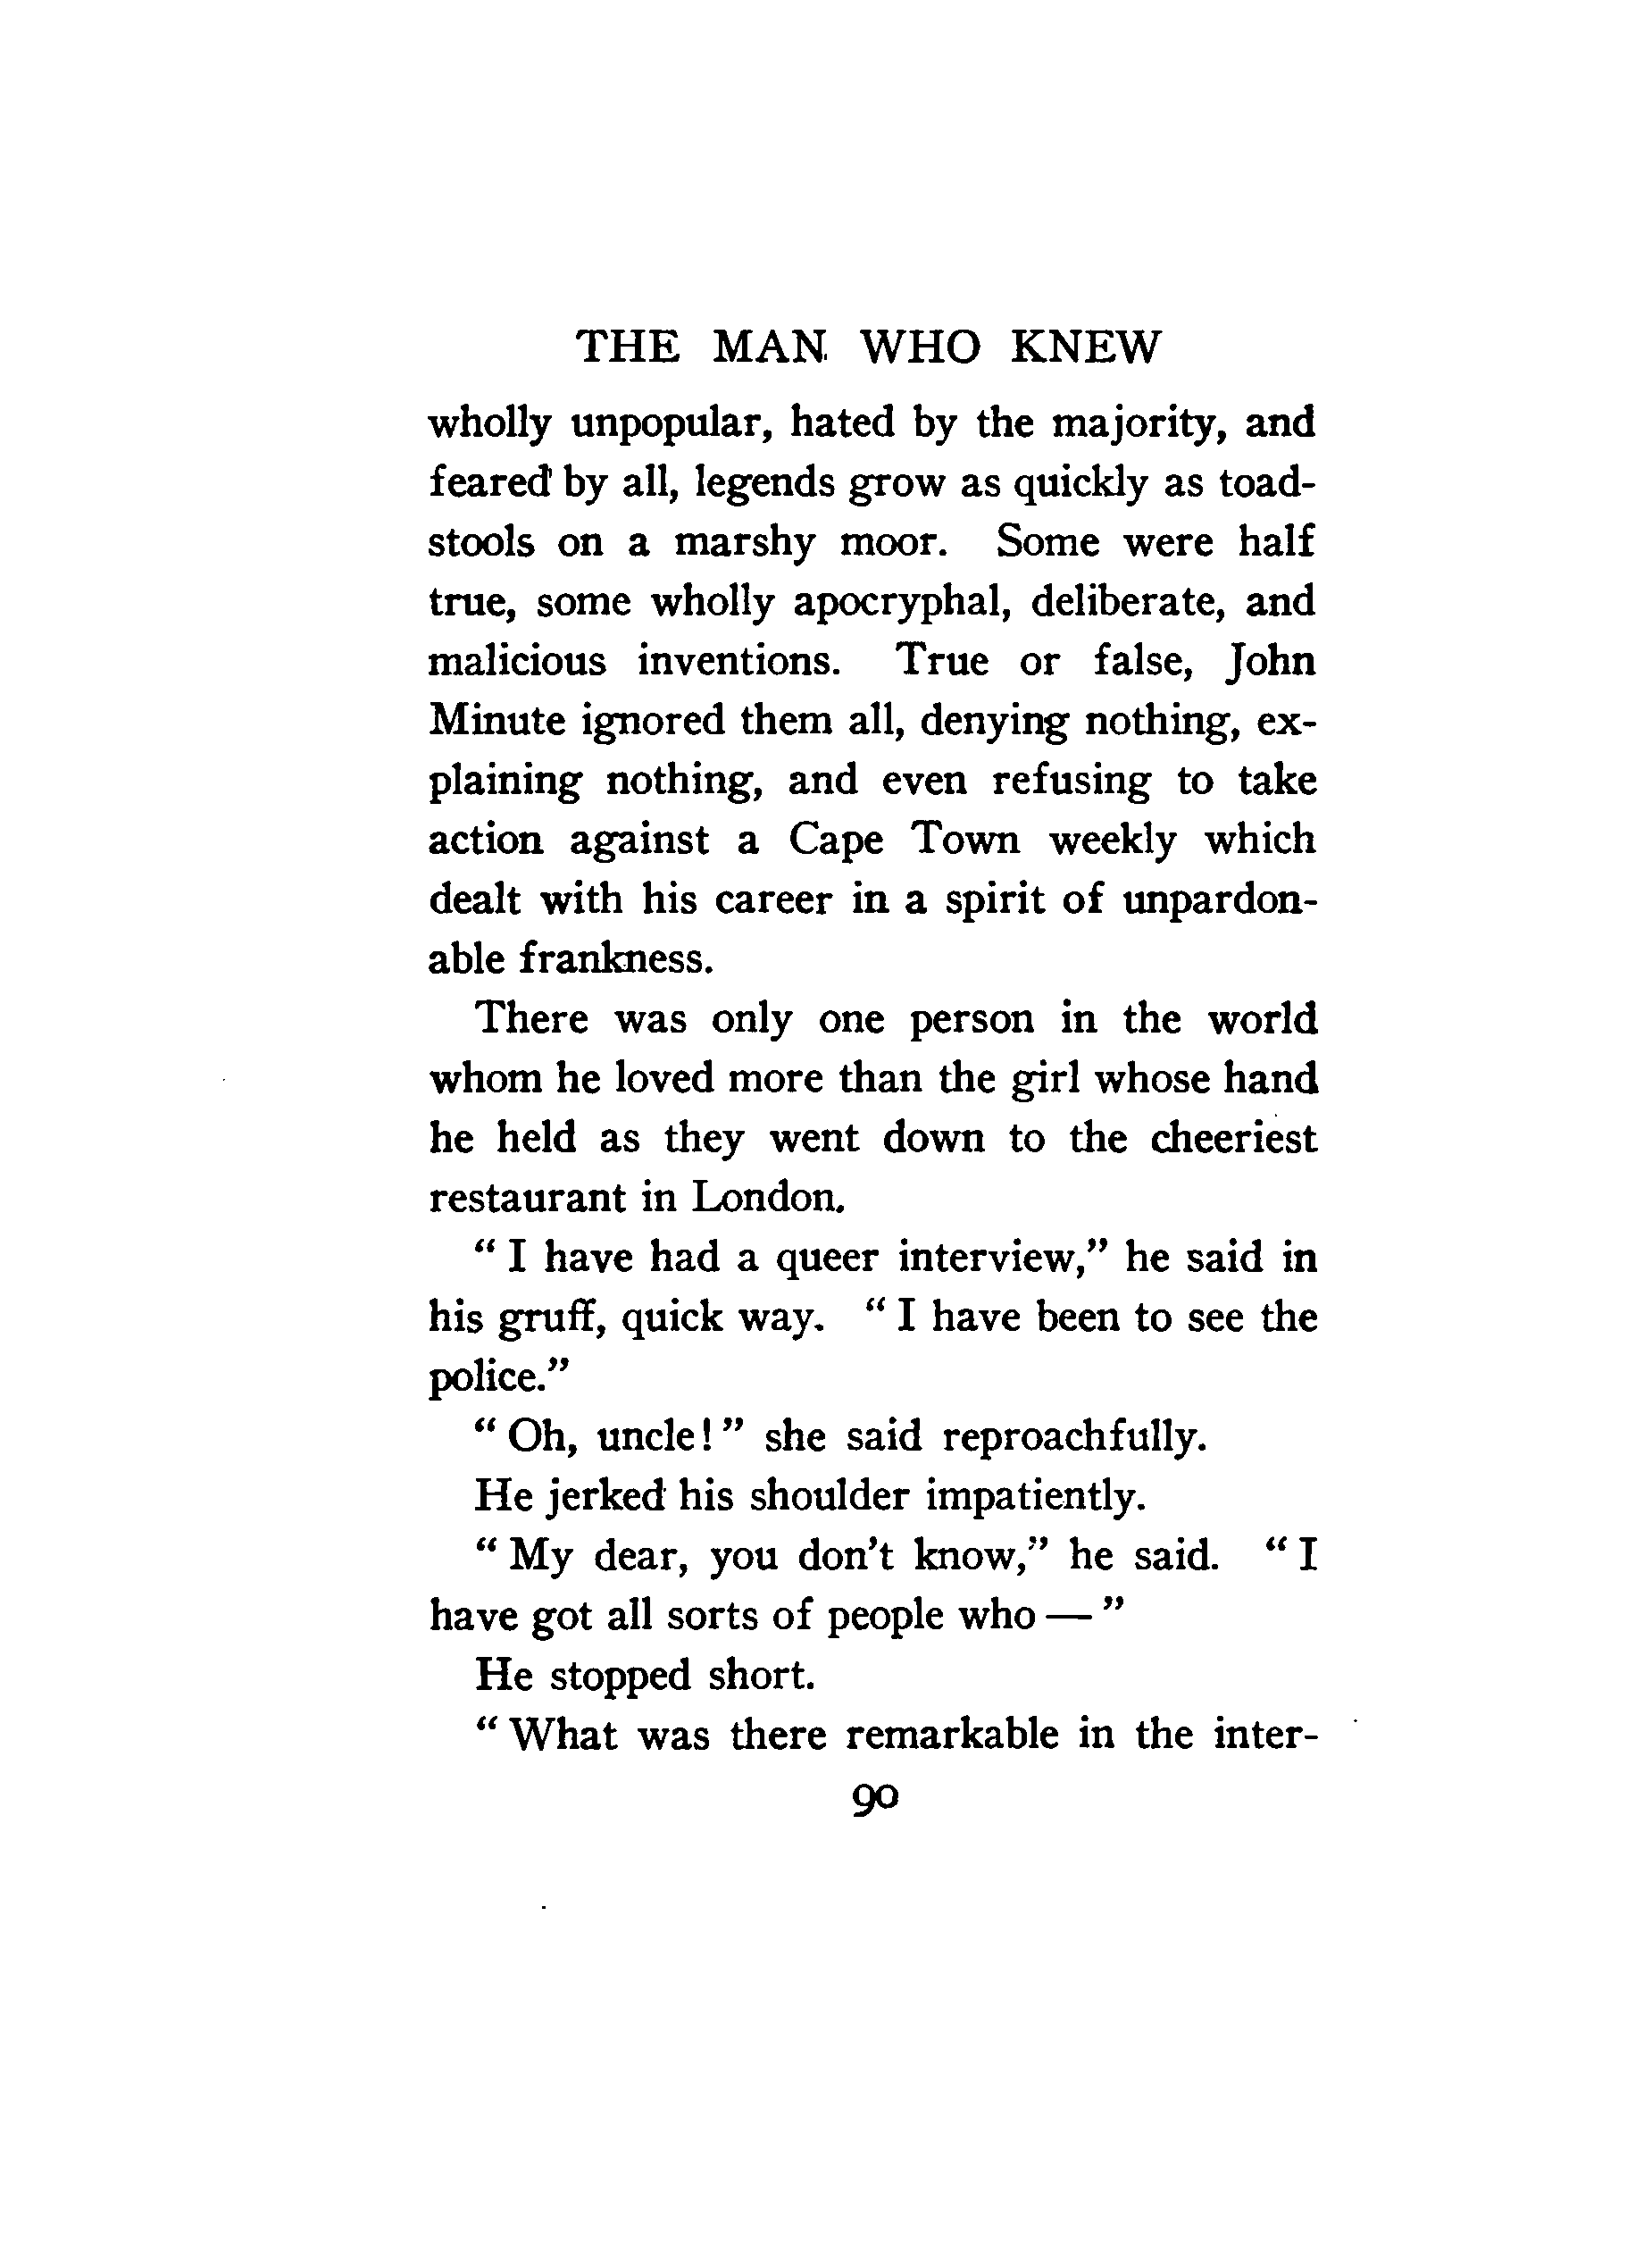 THE MAN WHO KNEW
wholly unpopular, hated by the majority, and
feared by all, legends grow as quickly as toad-
stools on a marshy moor. Some were half
true, some wholly apocryphal, deliberate, and
malicious inventions. True or false, John
Minute ignored them all, denying nothing, ex-
plaining nothing, and even refusing to take
action against a Cape Town weekly which
dealt with his career in a spirit of unpardon-
able frankness.
There was only one person in the world
whom he loved more than the girl whose hand
he held as they went down to the cheeriest
restaurant in London.
“ I have had a queer interview,” he said in
his gruff, quick way. “ I have been to see the
police.”
“ Oh, uncle! ” she said reproachfully.
He jerked his shoulder impatiently.
“ My dear, you don’t know,” he said. “ I
have got all sorts of people who — ”
He stopped short.
“ What was there remarkable in the inter-
90